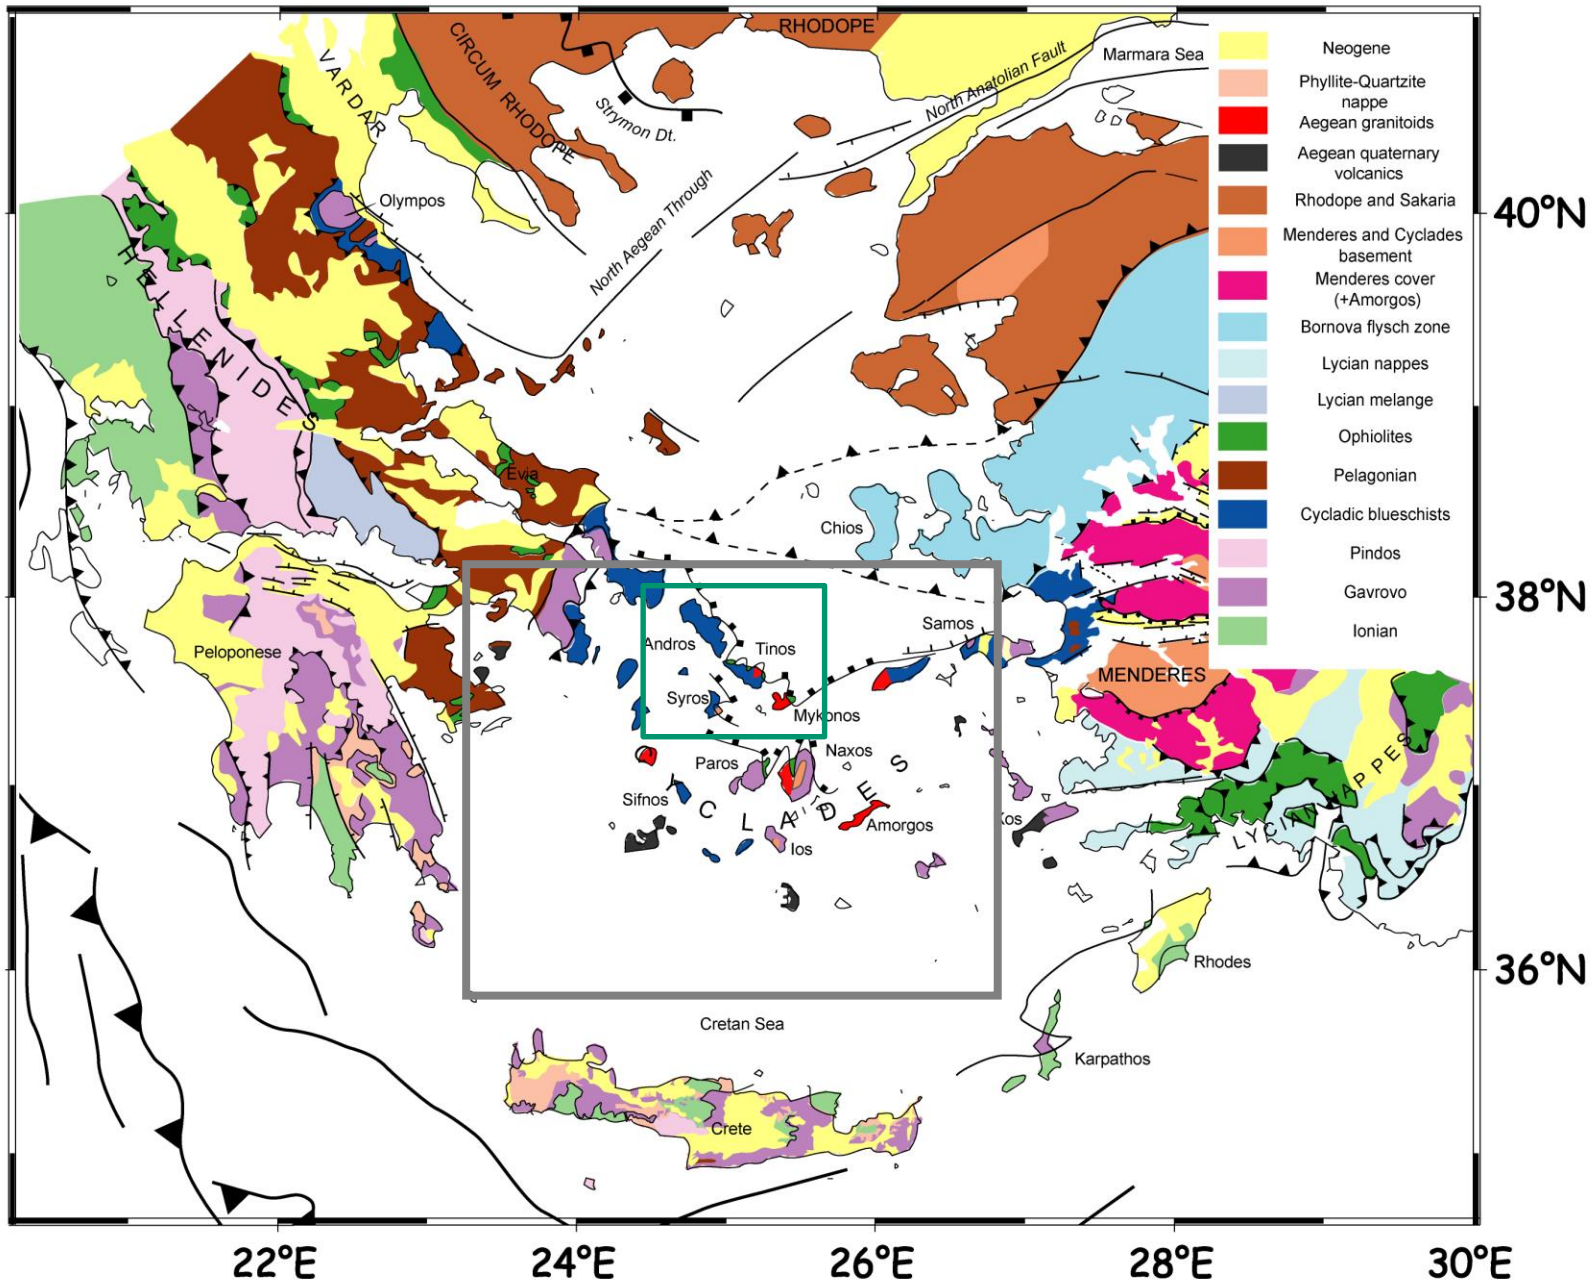 RHODOPE
CIRCUM RHODOPE
VARDAR
Strymon Dt.
North Anatolian Fault
Marmara Sea
North Aegean Through
Olympos
HELLENIDES
Evia
Chios
Peloponese
Andros
Tinos
Samos
Syros
Mykonos
MENDERES
Paros
Naxos
Sifnos
Amorgos
Ios
Kos
YCLADES
LYCIAN NAPPES
Rhodes
Cretan Sea
Karpathos
Crete
Neogene
Phyllite-Quartzite
nappe
Aegean granitoids
Aegean quaternary
volcanics
Rhodope and Sakaria
Menderes and Cyclades
basement
Menderes cover
(+Amorgos)
Bornova flysch zone
Lycian nappes
Lycian melange
Ophiolites
Pelagonian
Cycladic blueschists
Pindos
Gavrovo
Ionian
40°N
38°N
36°N
22°E
24°E
26°E
28°E
30°E